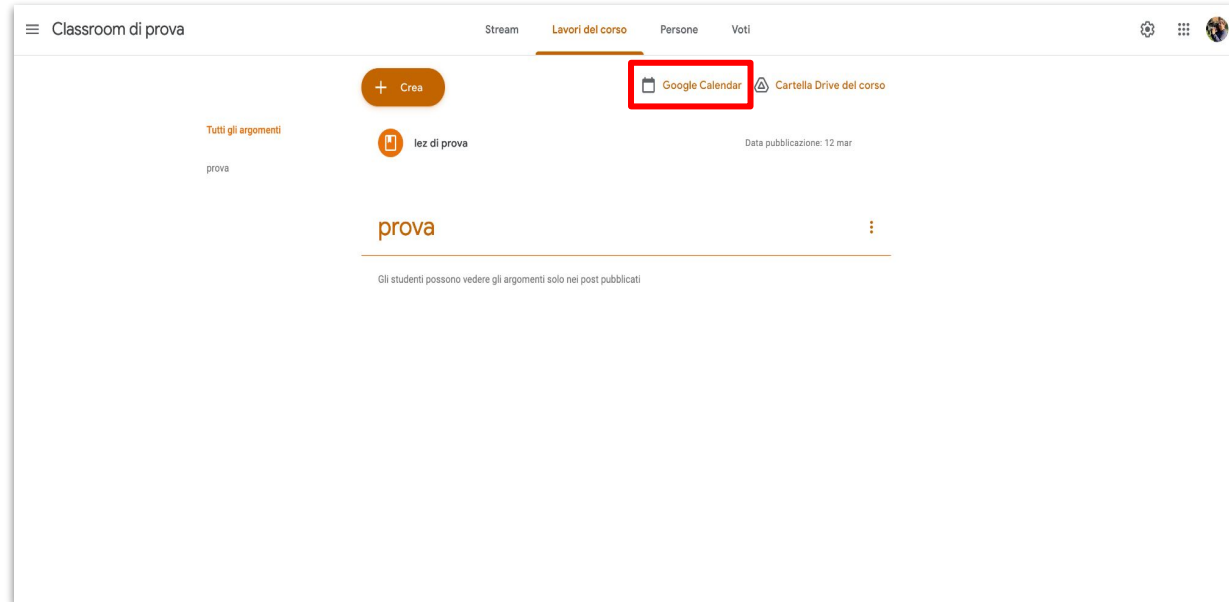 Classroom di prova
Stream Lavori del corso Persone Voti
Crea
Google Calendar Cartella Drive del corso
Tutti gli argomenti
prova
lez di prova Data pubblicazione: 12 mar
prova
Gli studenti possono vedere gli argomenti solo nei post pubblicati